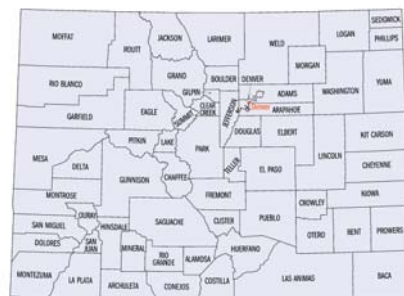 SEDGWICK
MOFFAT
JACKSON
LARIMER
LOGAN
PHILLIPS
ROUTT
WELD
MORGAN
GRAND
BOULDER
DENVER
RIO BLANCO
GILPIN
ADAMS
WASHINGTON
YUMA
EAGLE
SUMMIT
CLEAR
CREEK
JEFFERSON
Denver
ARAPAHOE
GARFIELD
DOUGLAS
ELBERT
KIT CARSON
PITKIN
LAKE
PARK
MESA
DELTA
TELLER
LINCOLN
CHEYENNE
GUNNISON
CHAFFEE
EL PASO
MONTROSE
FREMONT
KIOWA
CROWLEY
OURAY
SAN MIGUEL
HINSDALE
SAGUACHE
CUSTER
PUEBLO
OTERO
BENT
PROWERS
DOLORES
SAN
JUAN
MINERAL
HUERFANO
RIO
GRANDE
ALAMOSA
MONTEZUMA
LA PLATA
ARCHULETA
CONEJOS
COSTILLA
LAS ANIMAS
BACA